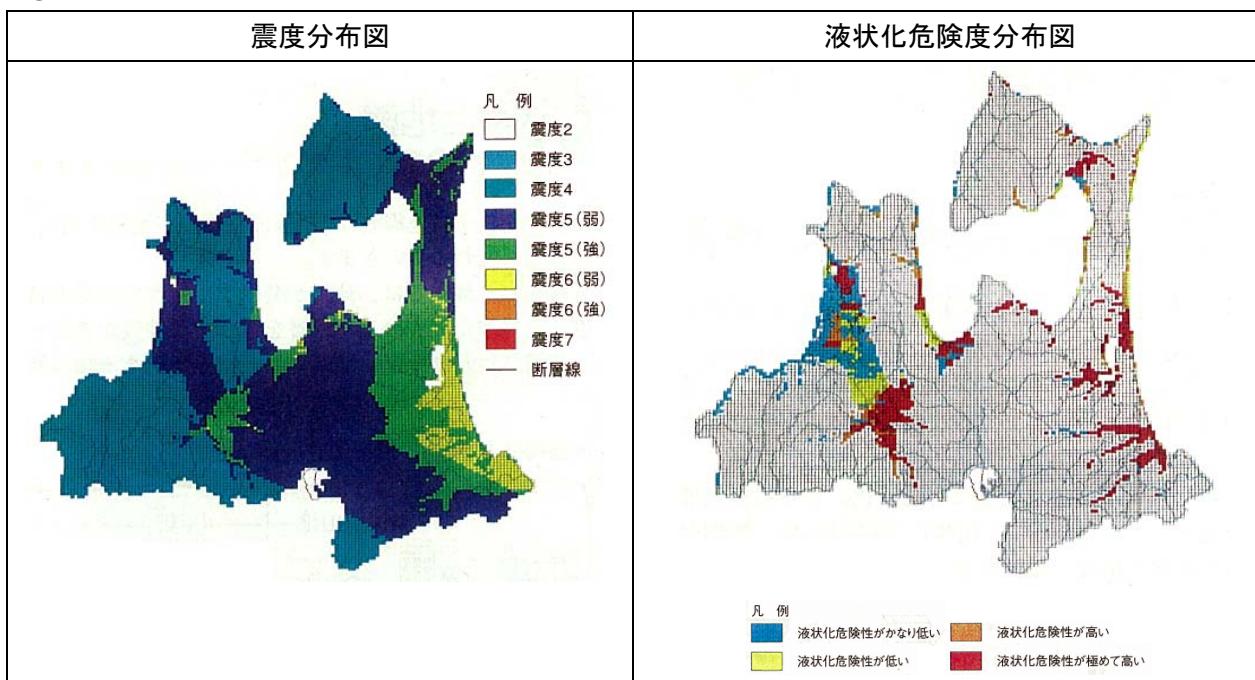 震度分布図
液状化危険度分布図
凡 例
震度2
震度3
震度4
震度5(弱)
震度5(強)
震度6(弱)
震度6(強)
震度7
断層線
凡 例
液状化危険性がかなり低い
液状化危険性が高い
液状化危険性が低い
液状化危険性が極めて高い